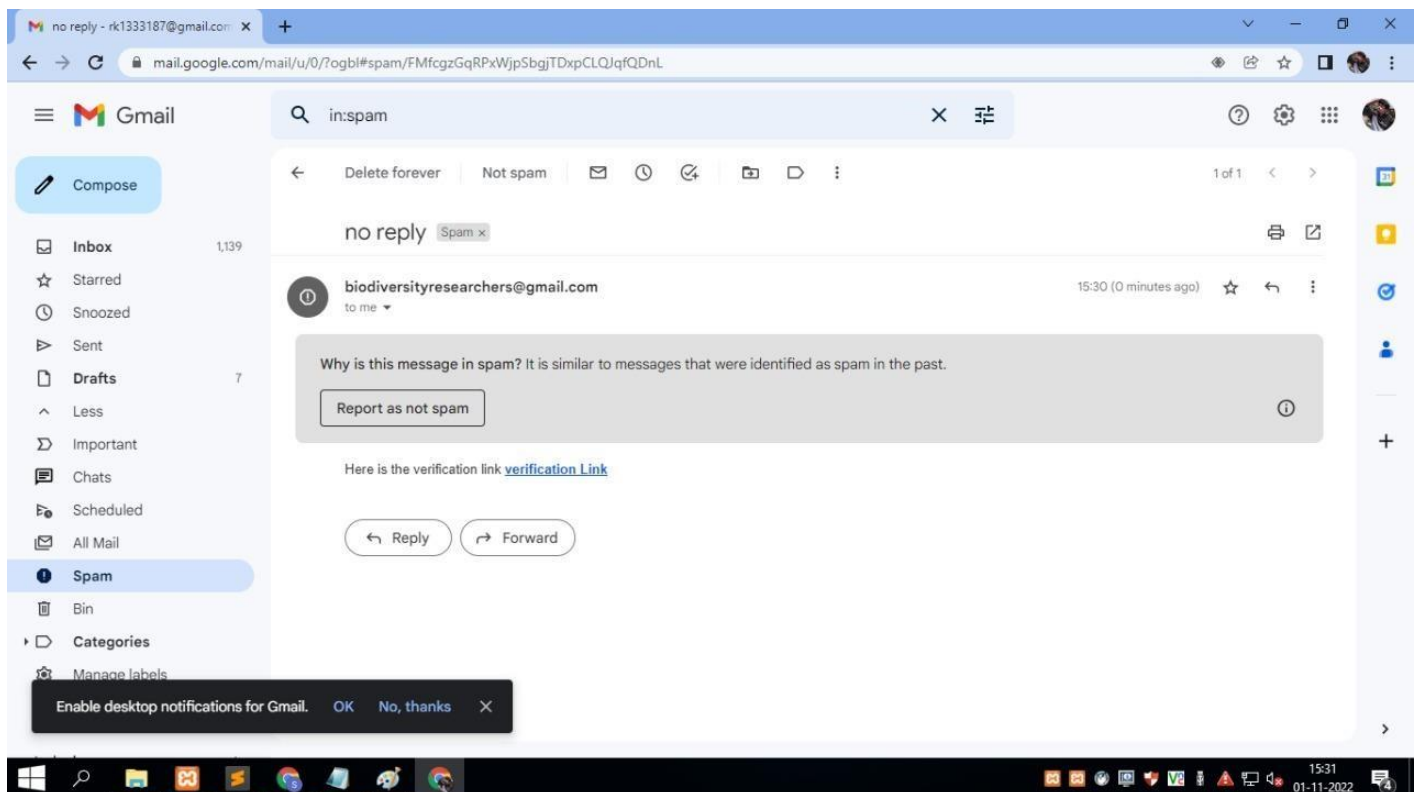 no reply - rk1333187@gmail.com
mail.google.com/mail/u/0/?ogbl#spam/FMfcgzGqRPxWjpSbgjTDxpCLQJqfQDnL
Gmail
in:spam
Compose
Delete forever
Not spam
1 of 1
no reply Spam ×
Inbox 1,139
Starred
Snoozed
Sent
Drafts 7
Less
Important
Chats
Scheduled
All Mail
Spam
Bin
Categories
Manage labels
biodiversityresearchers@gmail.com
15:30 (0 minutes ago)
to me
Why is this message in spam? It is similar to messages that were identified as spam in the past.
Report as not spam
Here is the verification link verification Link
Reply
Forward
31
Enable desktop notifications for Gmail. OK No, thanks
15:31
01-11-2022
4